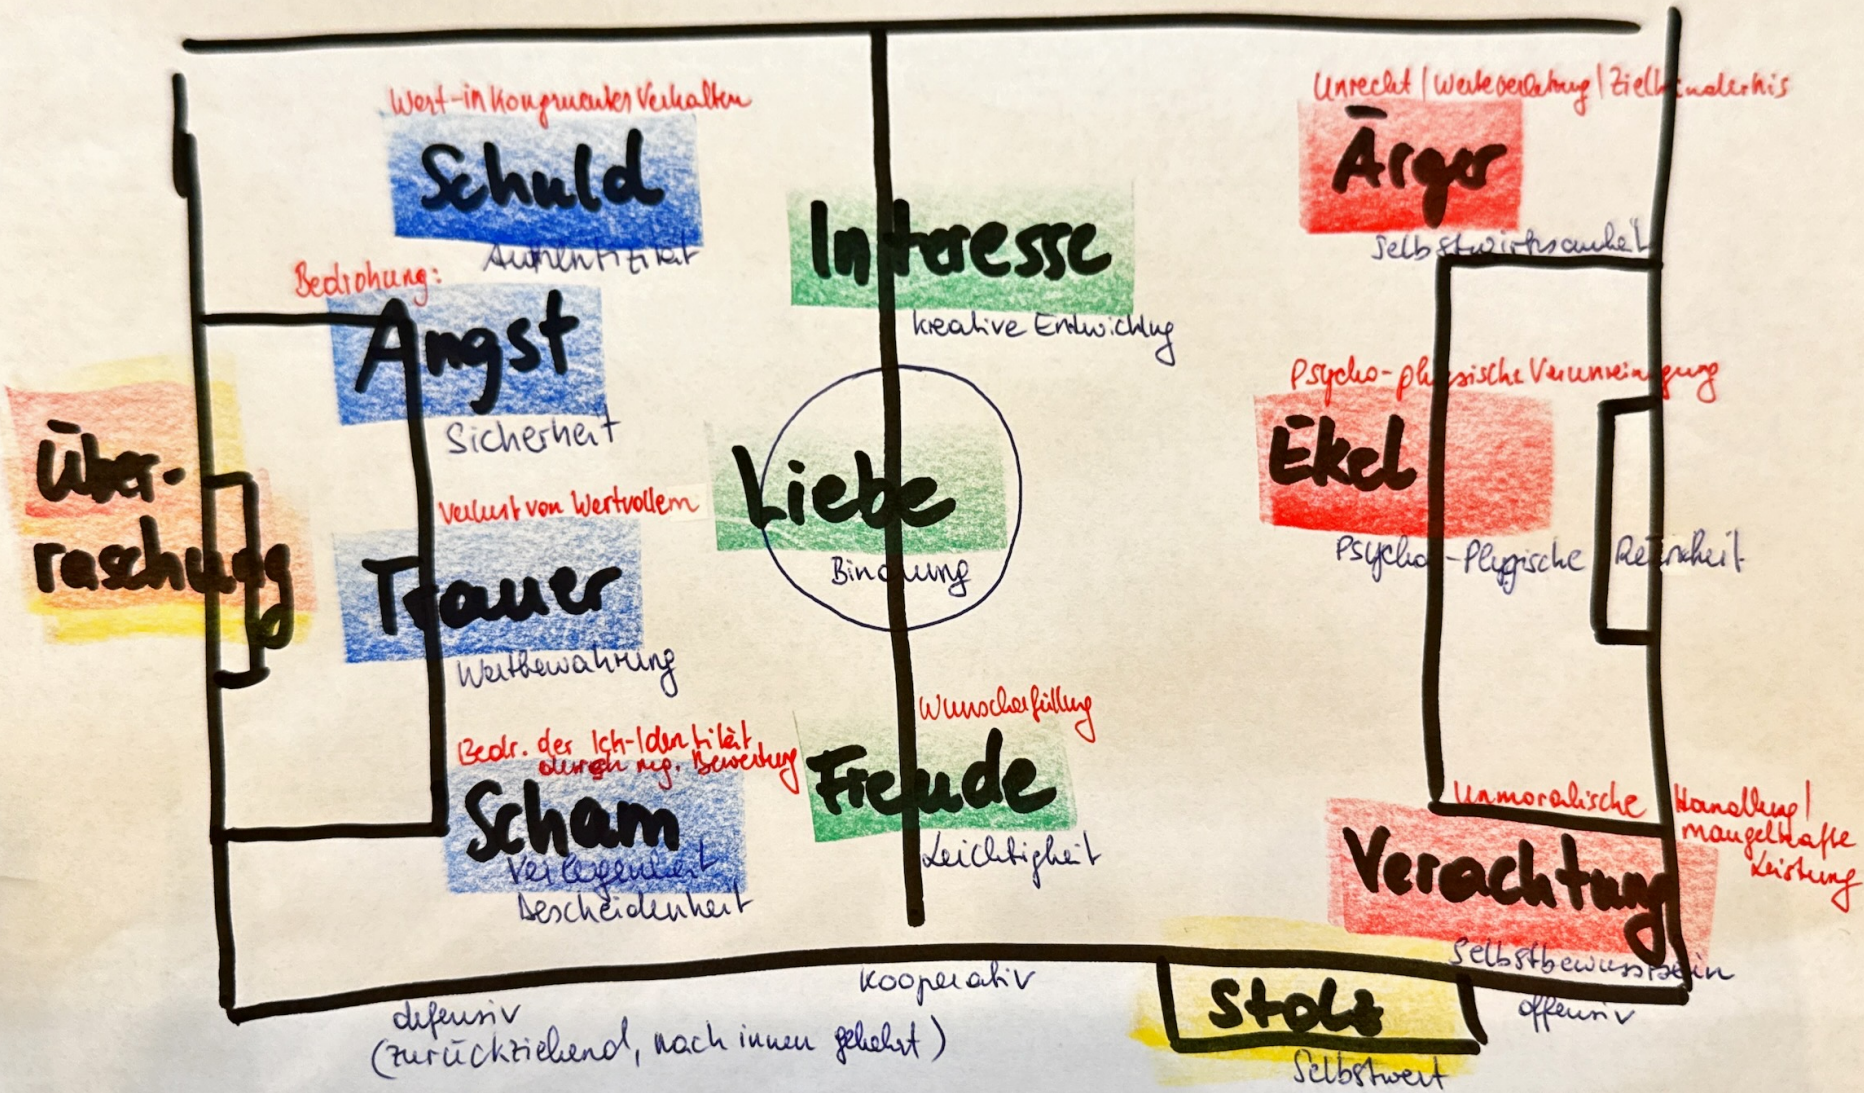 Wert-inkongruentes Verhalten
Schuld
Authentizität
Bedrohung:
Angst
Sicherheit
Über-
raschung
Verlust von Wertvollem
Trauer
Wertbewahrung
Bedr. der Ich-Identität
durch neg. Bewertung
Scham
Verlegenheit
Bescheidenheit
Interesse
kreative Entwicklg
Liebe
Bindung
Wunscherfüllung
Freude
Leichtigkeit
Unrecht / Werteverletzung / Zielhindernis
Ärger
Selbstwirksamkeit
Psycho-physische Verunreinigung
Ekel
Psycho-Physische Reinheit
Unmoralische Handlung/
mangelhafte
Leistung
Verachtung
Selbstbewusstsein
defensiv
(zurückziehend, nach innen gekehrt)
kooperativ
offensiv
Stolz
Selbstwert